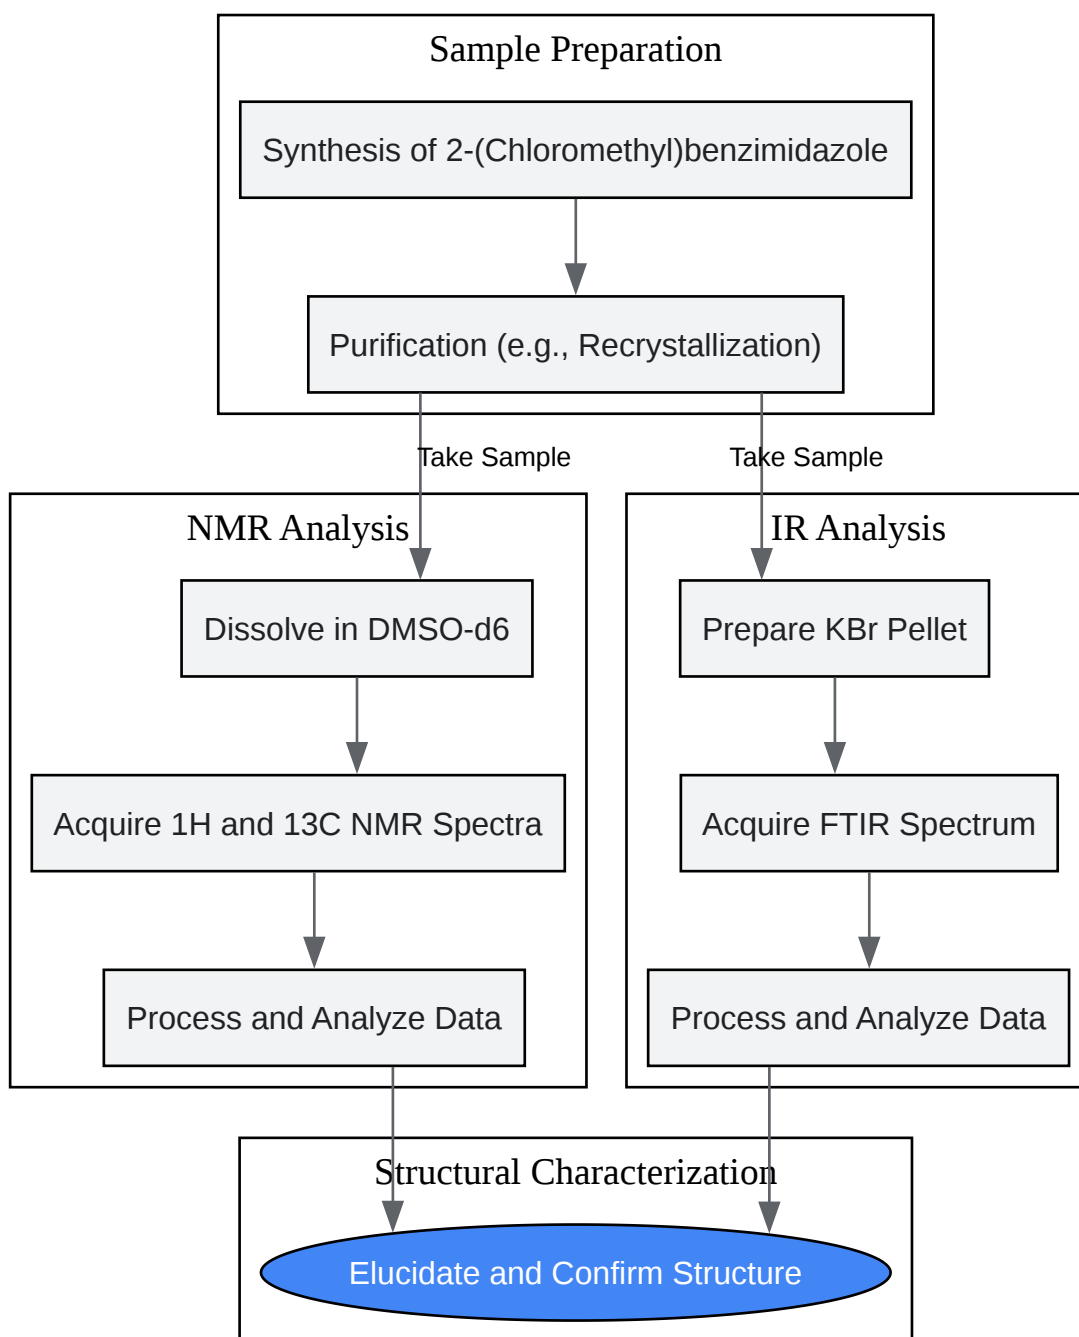 Sample Preparation
Synthesis of 2-(Chloromethyl)benzimidazole
Purification (e.g., Recrystallization)
Take Sample
Take Sample
NMR Analysis
Dissolve in DMSO-d6
Acquire 1H and 13C NMR Spectra
Process and Analyze Data
IR Analysis
Prepare KBr Pellet
Acquire FTIR Spectrum
Process and Analyze Data
Structural Characterization
Elucidate and Confirm Structure